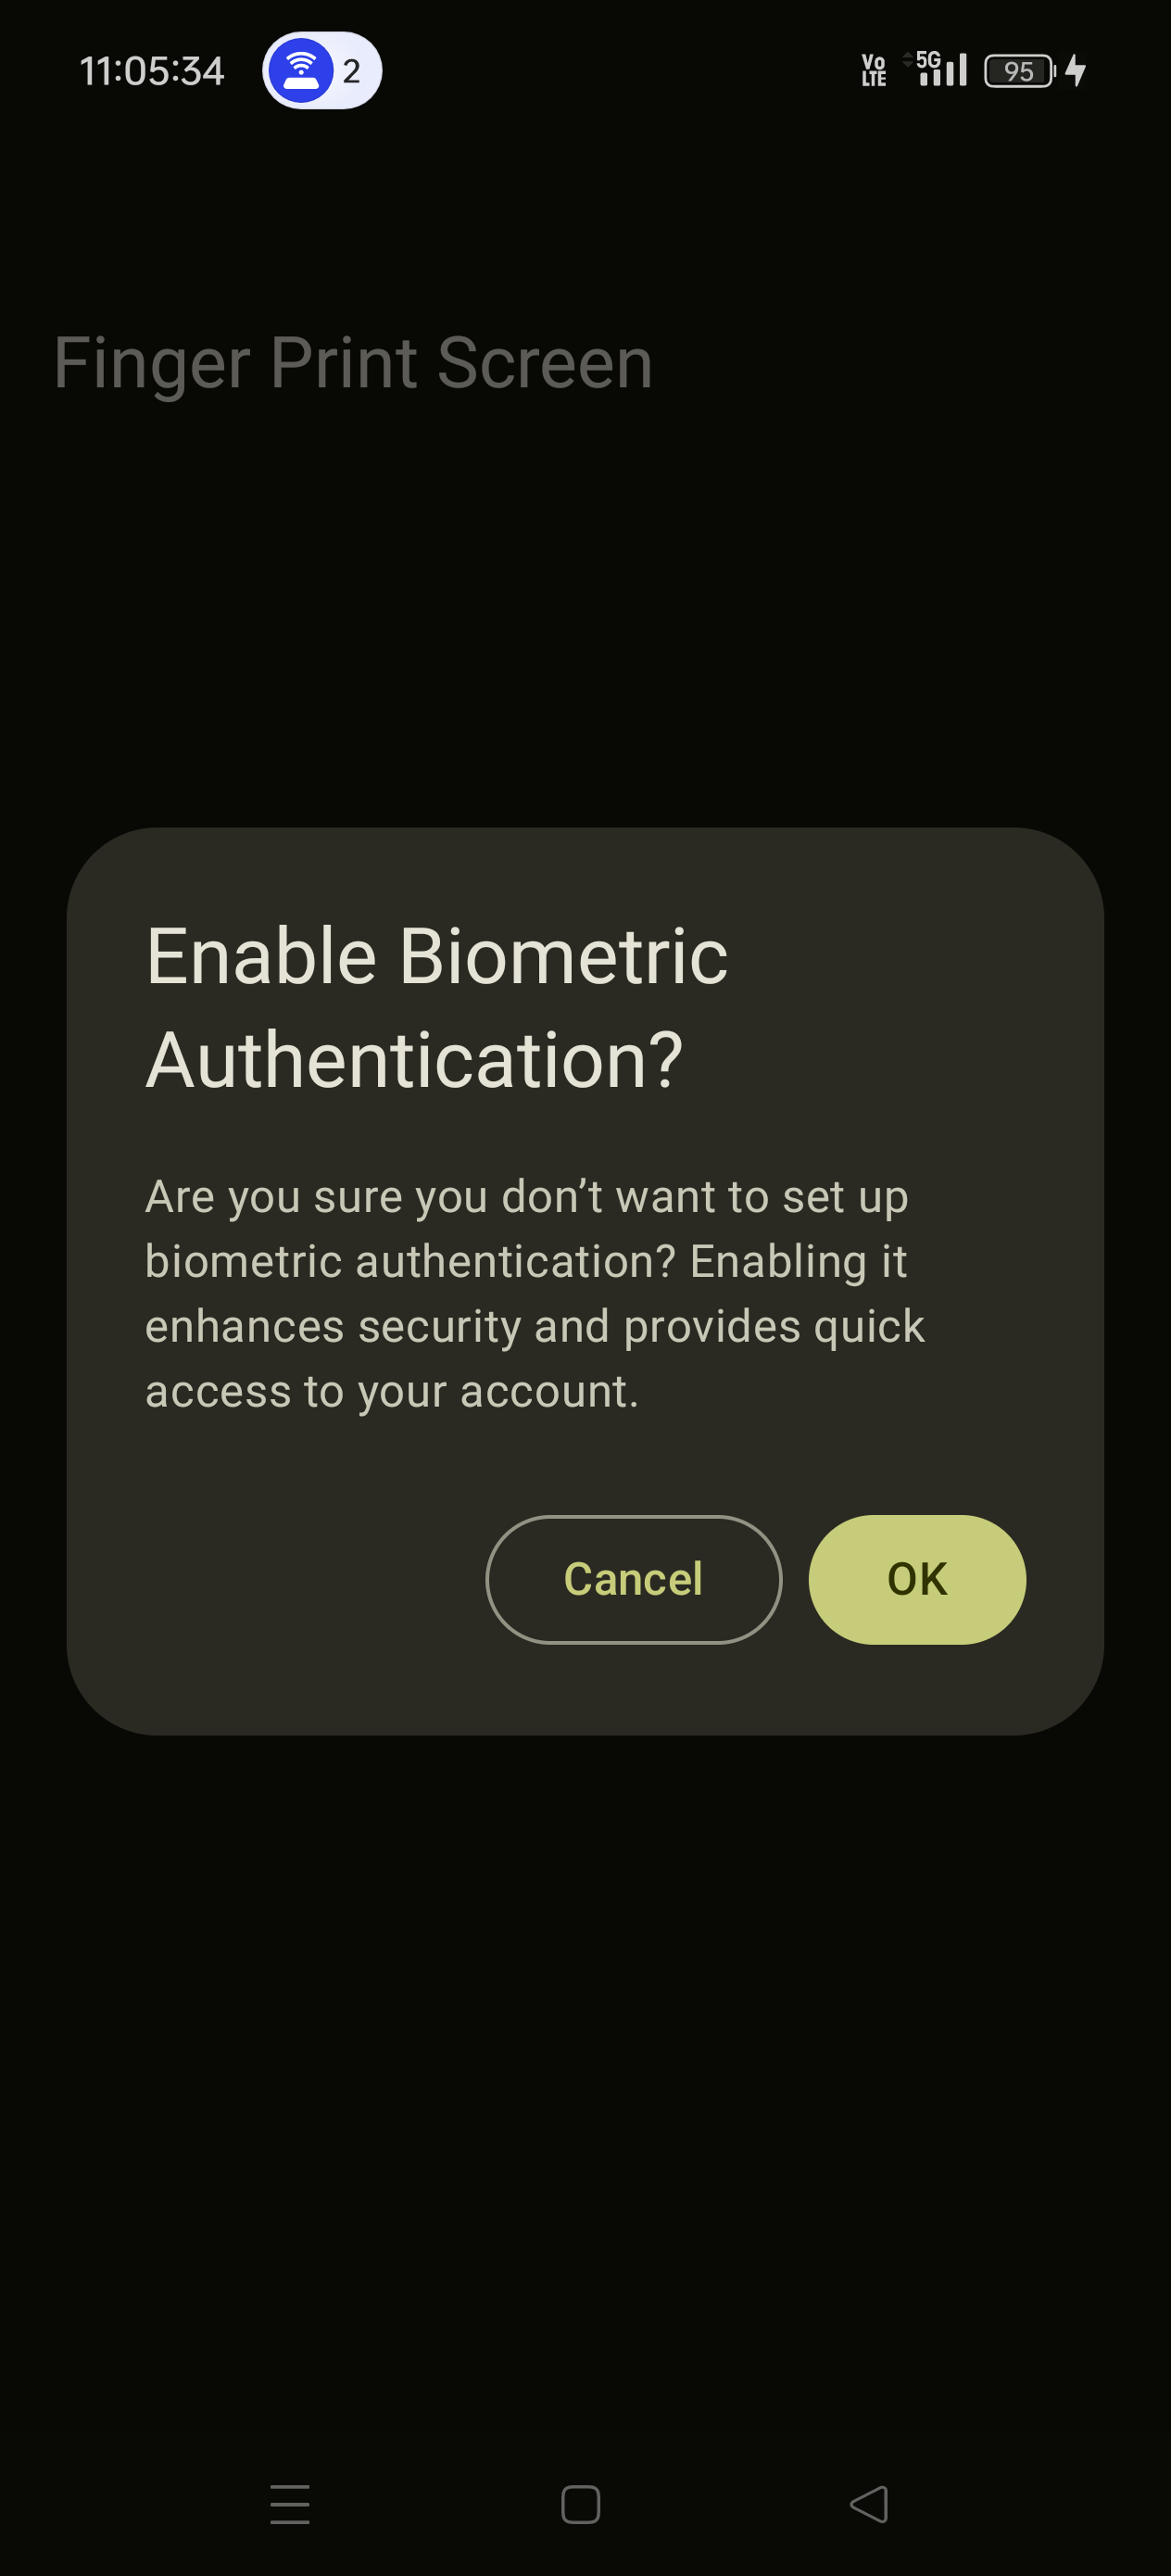 11:05:34
2
Vo
LTE
5G
95
Finger Print Screen
Enable Biometric
Authentication?
Are you sure you don’t want to set up
biometric authentication? Enabling it
enhances security and provides quick
access to your account.
Cancel
OK